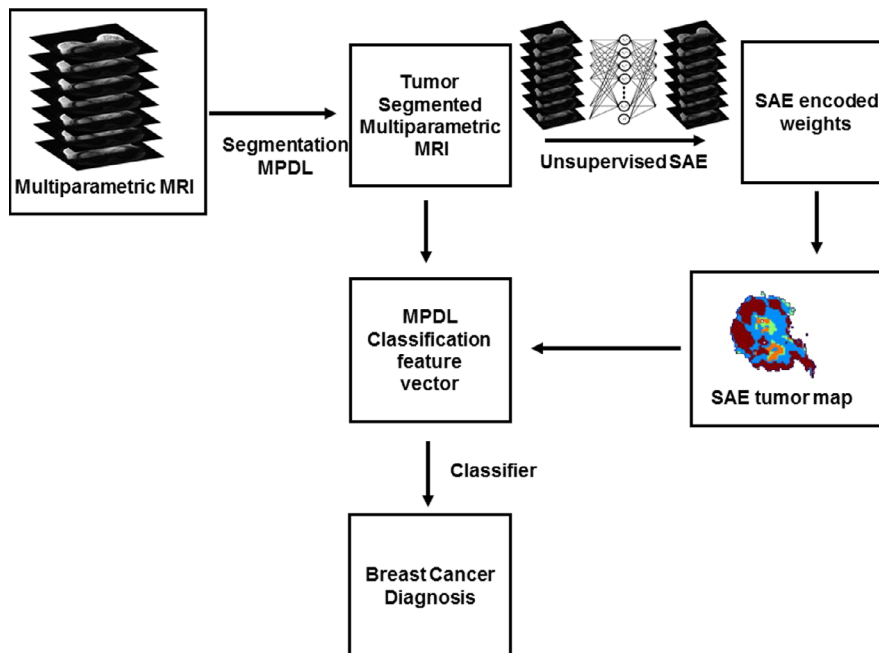 Multiparametric MRI
Segmentation
MPDL
Tumor
Segmented
Multiparametric
MRI
Unsupervised SAE
SAE encoded
weights
MPDL
Classification
feature
vector
SAE tumor map
Classifier
Breast Cancer
Diagnosis